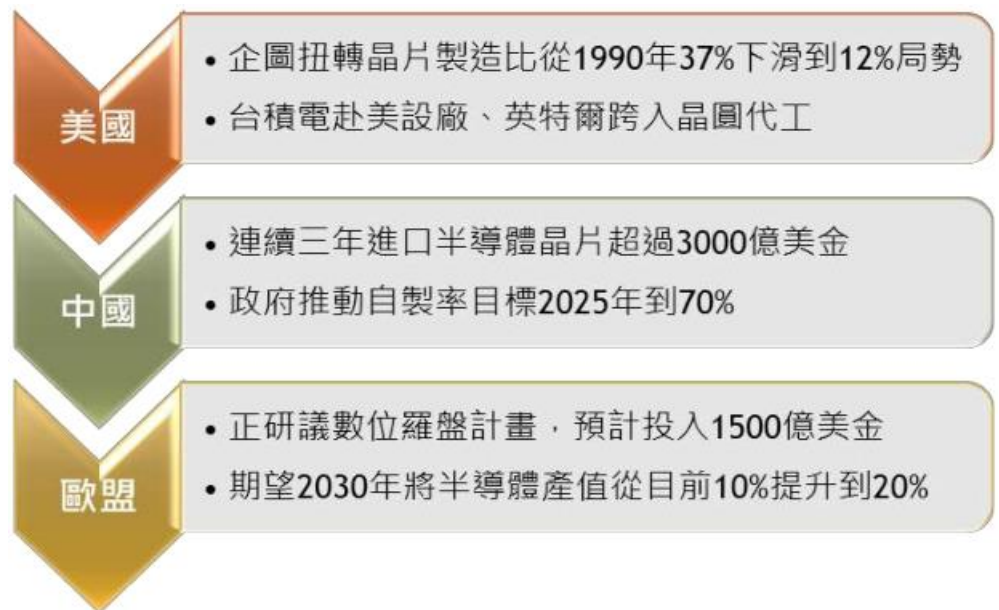 美國
• 企圖扭轉晶片製造比從1990年37%下滑到12%局勢
• 台積電赴美設廠、英特爾跨入晶圓代工
中國
• 連續三年進口半導體晶片超過3000億美金
• 政府推動自製率目標2025年到70%
歐盟
• 正研議數位羅盤計畫，預計投入1500億美金
• 期望2030年將半導體產值從目前10%提升到20%